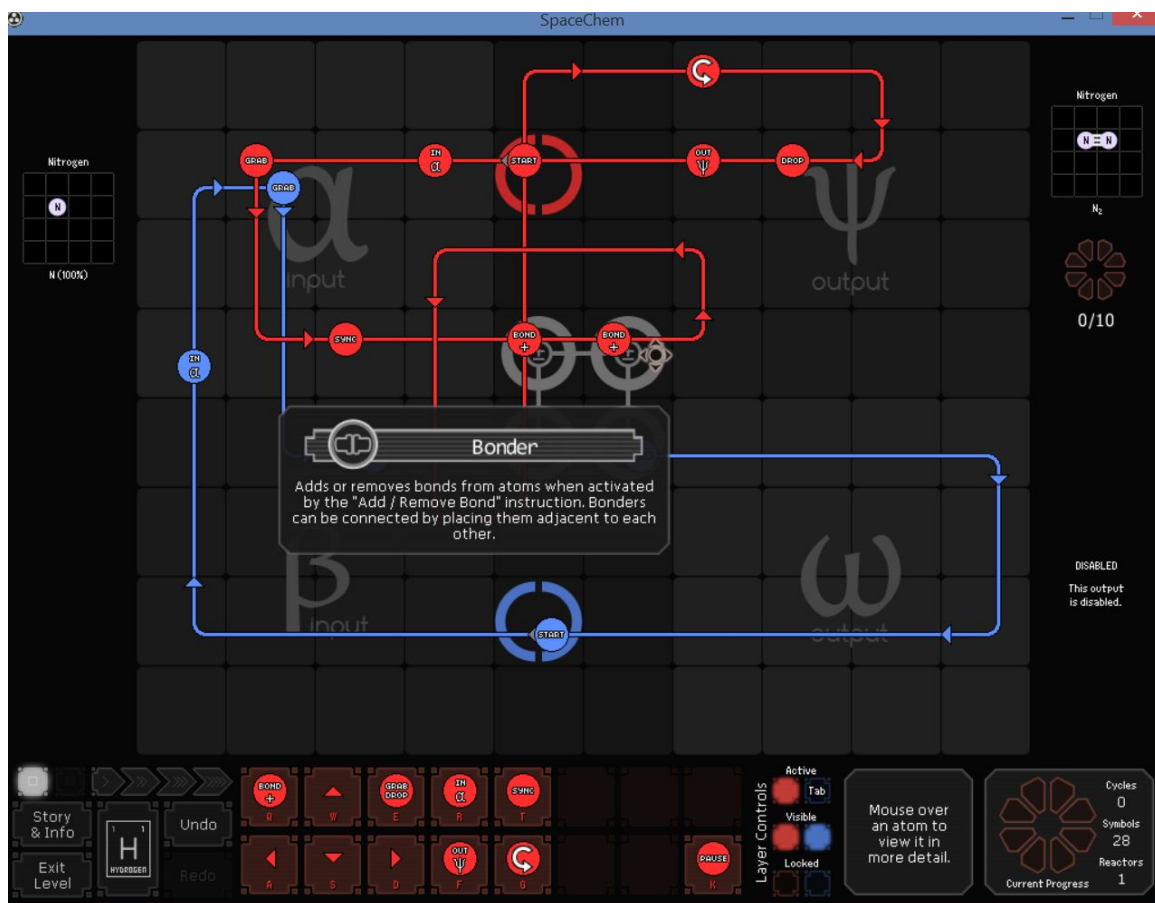 SpaceChem
Nitrogen
N
N (100%)
Nitrogen
N = N
N₂
0/10
DISABLED
This output
is disabled.
GRAB
IN
α
START
OUT
Ψ
DROP
GRAB
α
input
Ψ
output
SYNC
BOND
+
BOND
+
IN
α
Bonder
Adds or removes bonds from atoms when activated
by the "Add / Remove Bond" instruction. Bonders
can be connected by placing them adjacent to each
other.
β
input
ω
output
START
Story
& Info
Exit
Level
1 1
H
HYDROGEN
Undo
Redo
BOND
+
Q
W
GRAB
DROP
E
IN
α
R
SYNC
T
A
S
D
OUT
Ψ
F
G
PAUSE
K
Layer Controls
Active
Tab
Visible
Locked
Mouse over
an atom to
view it in
more detail.
Cycles
0
Symbols
28
Reactors
1
Current Progress